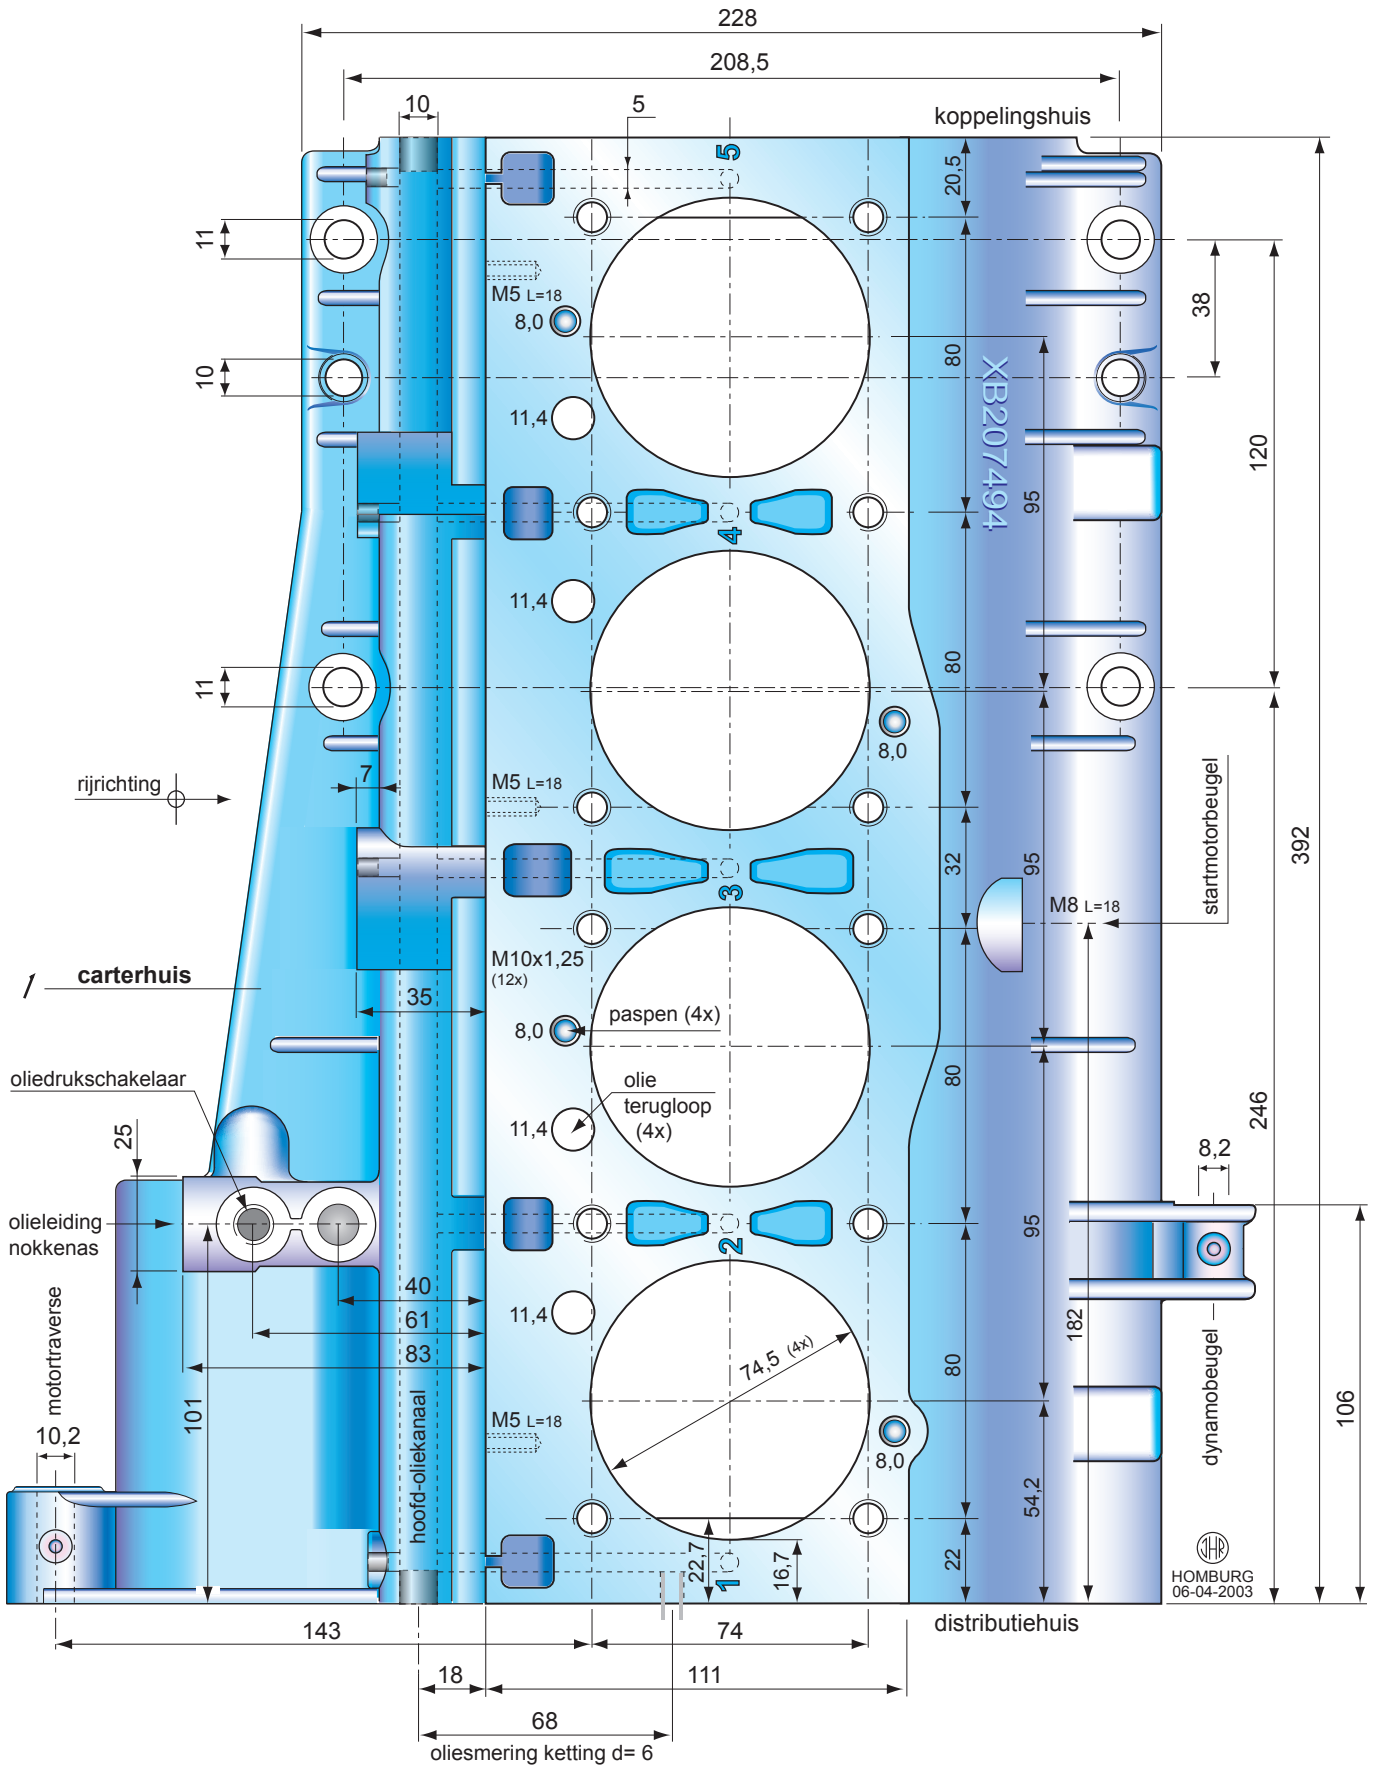 228
208,5
10
5
koppelingshuis
5
20,5
11
M5 L=18
8,0
38
10
80
XB207494
11,4
120
95
4
11,4
80
11
8,0
rijrichting
7
M5 L=18
startmotorbeugel
392
32
95
3
M8 L=18
M10x1,25
(12x)
carterhuis
35
8,0
paspen (4x)
oliedrukschakelaar
olie
terugloop
(4x)
11,4
80
246
25
8,2
olieleiding
nokkenas
2
95
40
11,4
61
182
83
74,5 (4x)
80
motortraverse
101
hoofd-oliekanaal
M5 L=18
106
dynamobeugel
10,2
8,0
54,2
22,7
16,7
22
1
JHR
HOMBURG
06-04-2003
distributiehuis
143
74
18
111
68
oliesmering ketting d= 6